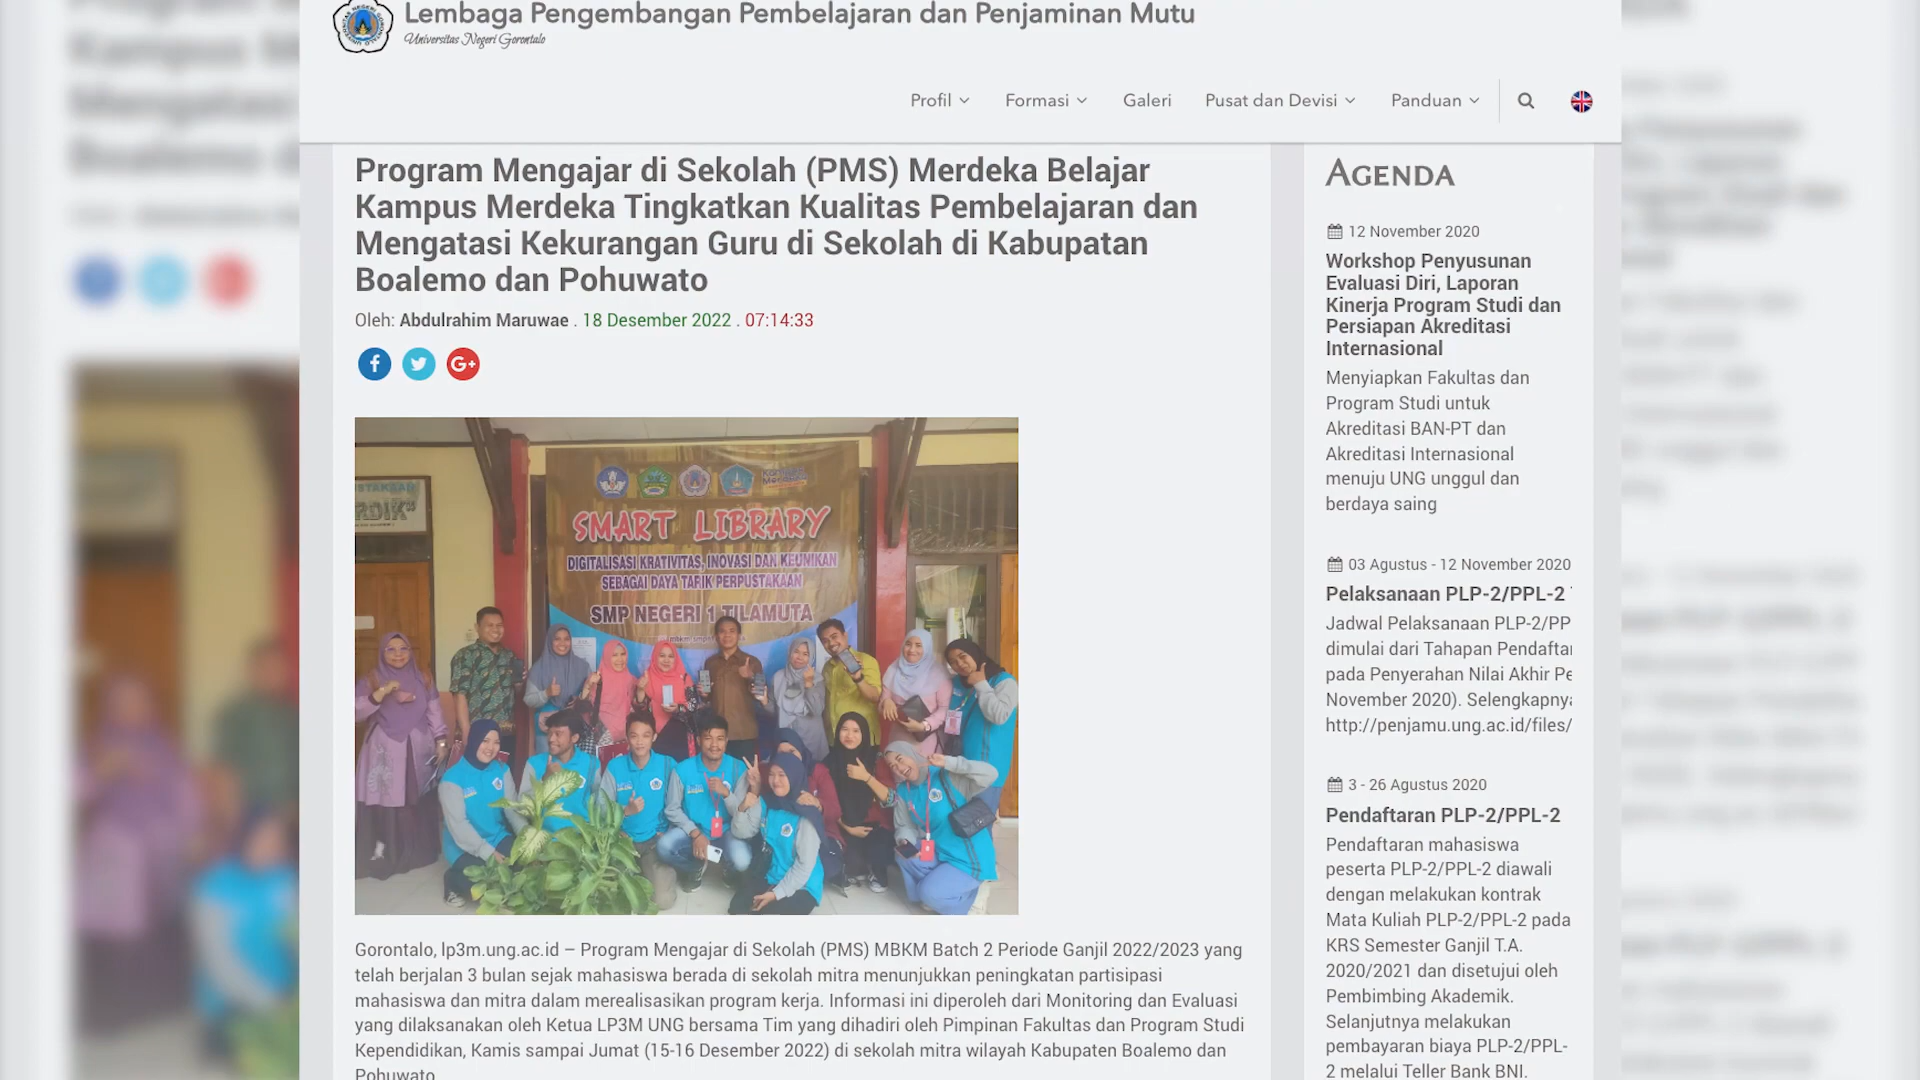 Lembaga Pengembangan Pembelajaran dan Penjaminan Mutu
Universitas Negeri Gorontalo
Profil
Formasi
Galeri
Pusat dan Devisi
Panduan
Program Mengajar di Sekolah (PMS) Merdeka Belajar
Kampus Merdeka Tingkatkan Kualitas Pembelajaran dan
Mengatasi Kekurangan Guru di Sekolah di Kabupatan
Boalemo dan Pohuwato
Oleh: Abdulrahim Maruwae . 18 Desember 2022 . 07:14:33
SMART LIBRARY
DIGITALISASI KRATIVITAS, INOVASI DAN KEUNIKAN
SEBAGAI DAYA TARIK PERPUSTAKAAN
SMP NEGERI 1 TILAMUTA
Gorontalo, lp3m.ung.ac.id – Program Mengajar di Sekolah (PMS) MBKM Batch 2 Periode Ganjil 2022/2023 yang
telah berjalan 3 bulan sejak mahasiswa berada di sekolah mitra menunjukkan peningkatan partisipasi
mahasiswa dan mitra dalam merealisasikan program kerja. Informasi ini diperoleh dari Monitoring dan Evaluasi
yang dilaksanakan oleh Ketua LP3M UNG bersama Tim yang dihadiri oleh Pimpinan Fakultas dan Program Studi
Kependidikan, Kamis sampai Jumat (15-16 Desember 2022) di sekolah mitra wilayah Kabupaten Boalemo dan
Pohuwato
AGENDA
12 November 2020
Workshop Penyusunan
Evaluasi Diri, Laporan
Kinerja Program Studi dan
Persiapan Akreditasi
Internasional
Menyiapkan Fakultas dan
Program Studi untuk
Akreditasi BAN-PT dan
Akreditasi Internasional
menuju UNG unggul dan
berdaya saing
03 Agustus - 12 November 2020
Pelaksanaan PLP-2/PPL-2
Jadwal Pelaksanaan PLP-2/PP
dimulai dari Tahapan Pendaftar
pada Penyerahan Nilai Akhir Pe
November 2020). Selengkapnya
http://penjamu.ung.ac.id/files/
3 - 26 Agustus 2020
Pendaftaran PLP-2/PPL-2
Pendaftaran mahasiswa
peserta PLP-2/PPL-2 diawali
dengan melakukan kontrak
Mata Kuliah PLP-2/PPL-2 pada
KRS Semester Ganjil T.A.
2020/2021 dan disetujui oleh
Pembimbing Akademik.
Selanjutnya melakukan
pembayaran biaya PLP-2/PPL-
2 melalui Teller Bank BNI.